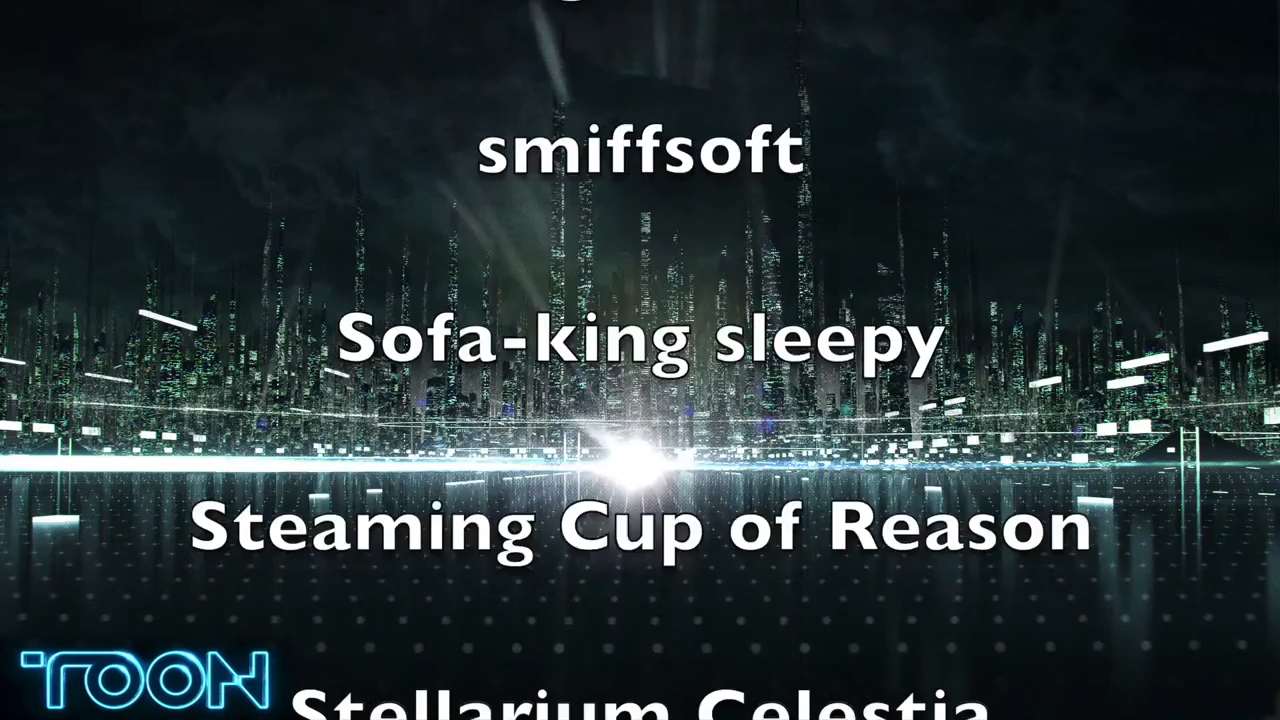 smiffsoft
Sofa-king sleepy
Steaming Cup of Reason
TOON
Stellarium Celestia